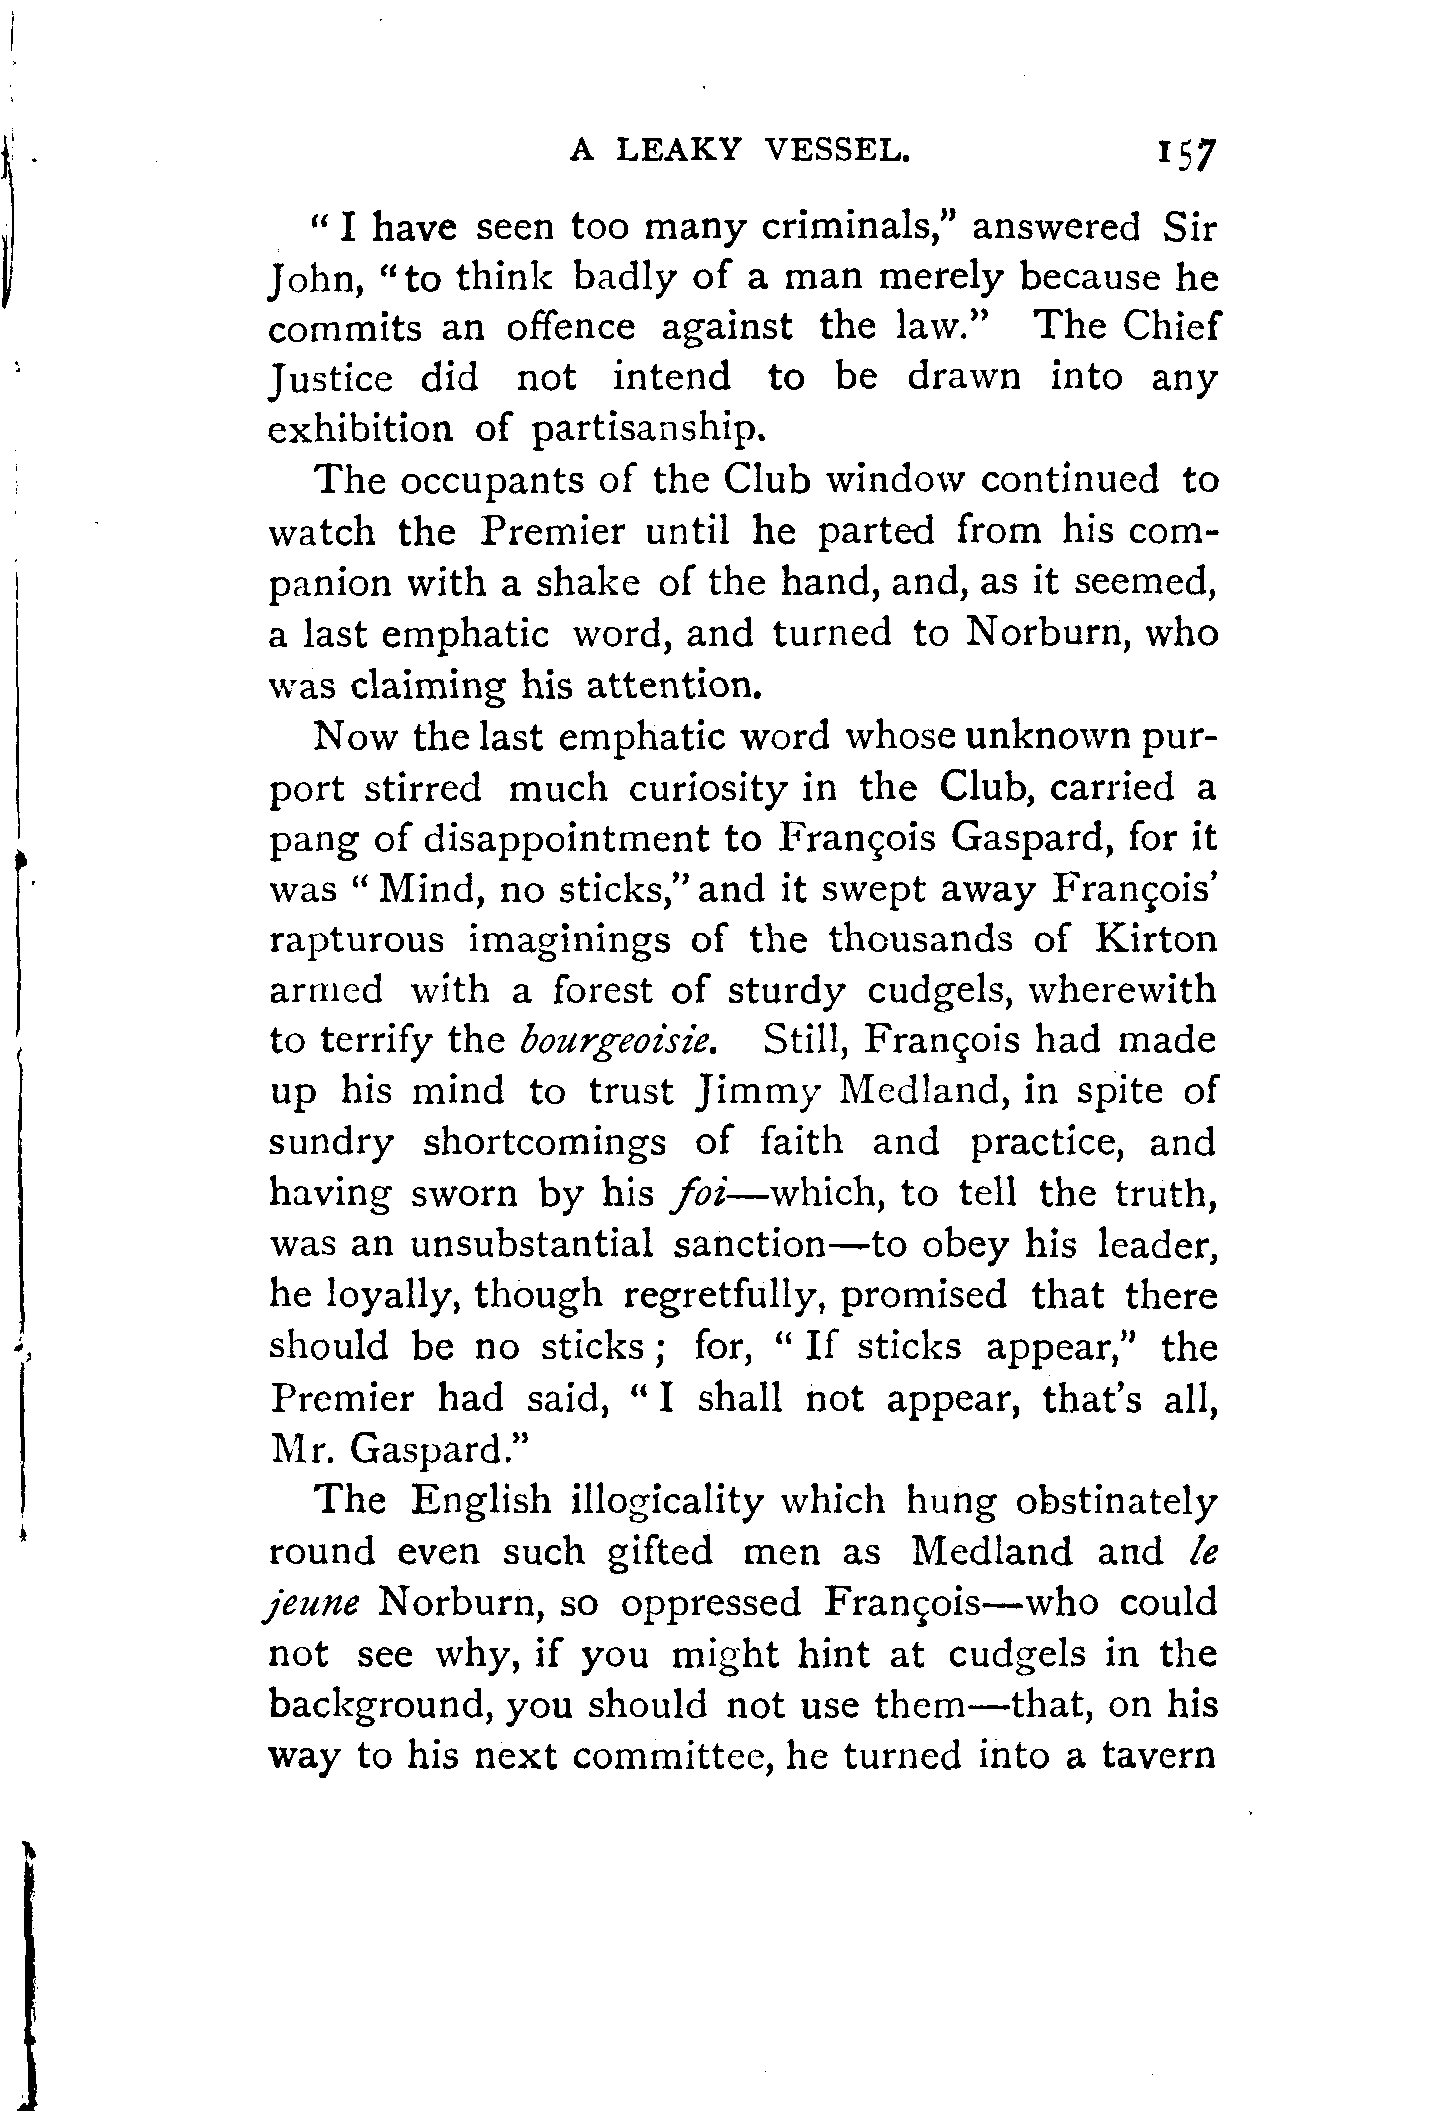 A LEAKY VESSEL. 157
“ I have seen too many criminals,” answered Sir
John, “to think badly of a man merely because he
commits an offence against the law.” The Chief
Justice did not intend to be drawn into any
exhibition of partisanship.
The occupants of the Club window continued to
watch the Premier until he parted from his com-
panion with a shake of the hand, and, as it seemed,
a last emphatic word, and turned to Norburn, who
was claiming his attention.
Now the last emphatic word whose unknown pur-
port stirred much curiosity in the Club, carried a
pang of disappointment to François Gaspard, for it
was “ Mind, no sticks,” and it swept away François’
rapturous imaginings of the thousands of Kirton
armed with a forest of sturdy cudgels, wherewith
to terrify the bourgeoisie. Still, François had made
up his mind to trust Jimmy Medland, in spite of
sundry shortcomings of faith and practice, and
having sworn by his foi—which, to tell the truth,
was an unsubstantial sanction—to obey his leader,
he loyally, though regretfully, promised that there
should be no sticks ; for, “ If sticks appear,” the
Premier had said, “ I shall not appear, that’s all,
Mr. Gaspard.”
The English illogicality which hung obstinately
round even such gifted men as Medland and le
jeune Norburn, so oppressed François—who could
not see why, if you might hint at cudgels in the
background, you should not use them—that, on his
way to his next committee, he turned into a tavern